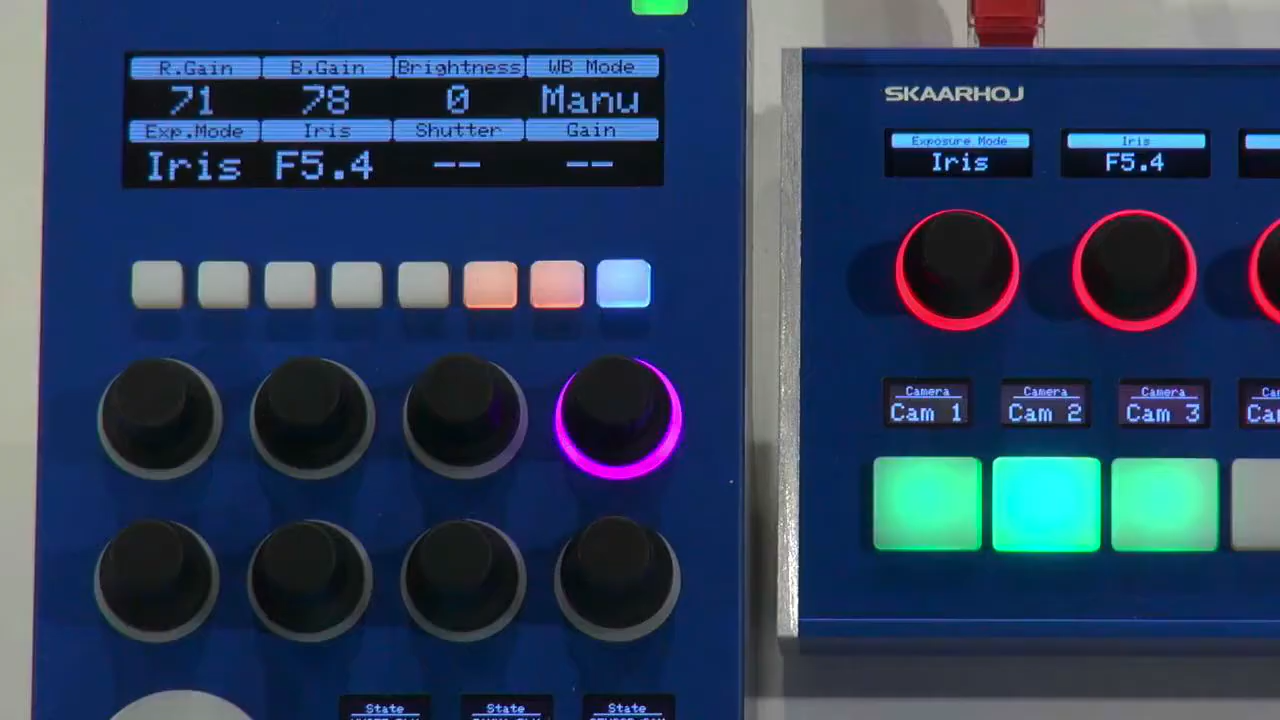 R.Gain B.Gain Brightness WB Mode
71 78 0 Manu
Exp.Mode Iris Shutter Gain
Iris F5.4 -- --
State State State
SKAARHOJ
Exposure Mode Iris
Iris F5.4
Camera Camera Camera
Cam 1 Cam 2 Cam 3